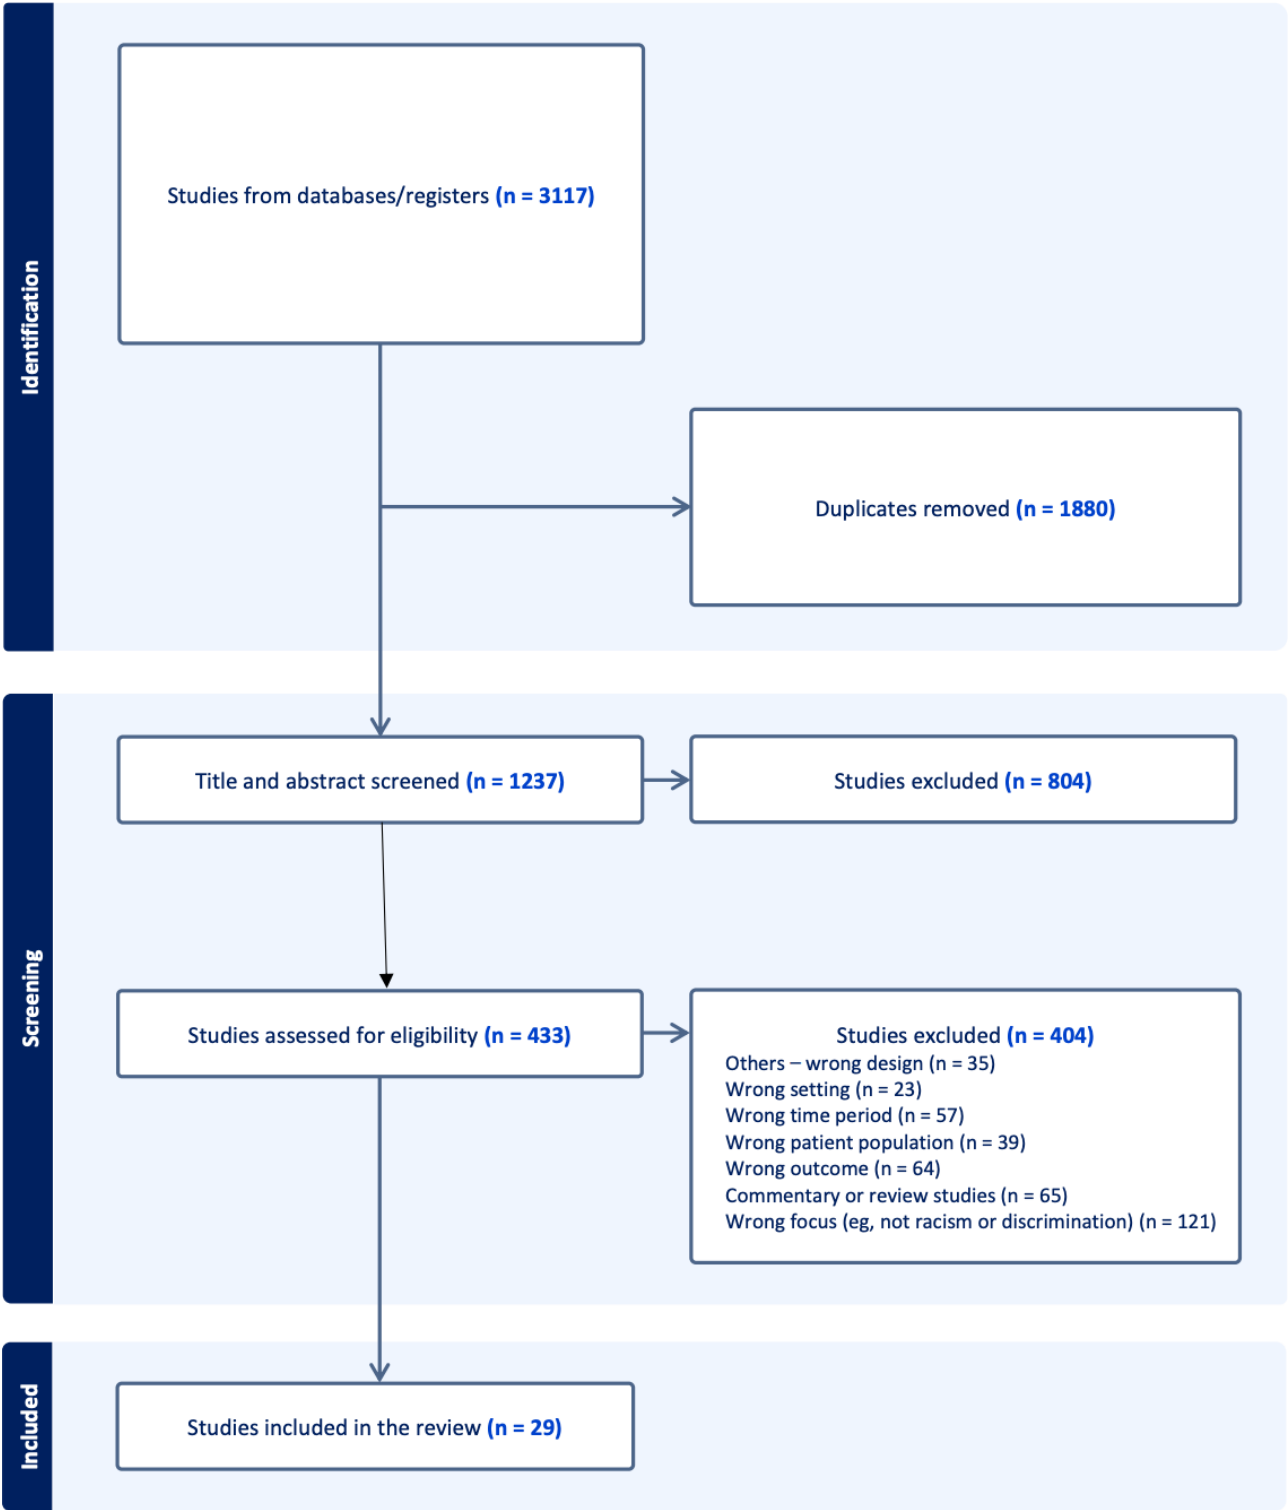 Identification
Studies from databases/registers (n = 3117)
Duplicates removed (n = 1880)
Screening
Title and abstract screened (n = 1237)
Studies excluded (n = 804)
Studies assessed for eligibility (n = 433)
Studies excluded (n = 404)
Others – wrong design (n = 35)
Wrong setting (n = 23)
Wrong time period (n = 57)
Wrong patient population (n = 39)
Wrong outcome (n = 64)
Commentary or review studies (n = 65)
Wrong focus (eg, not racism or discrimination) (n = 121)
Included
Studies included in the review (n = 29)